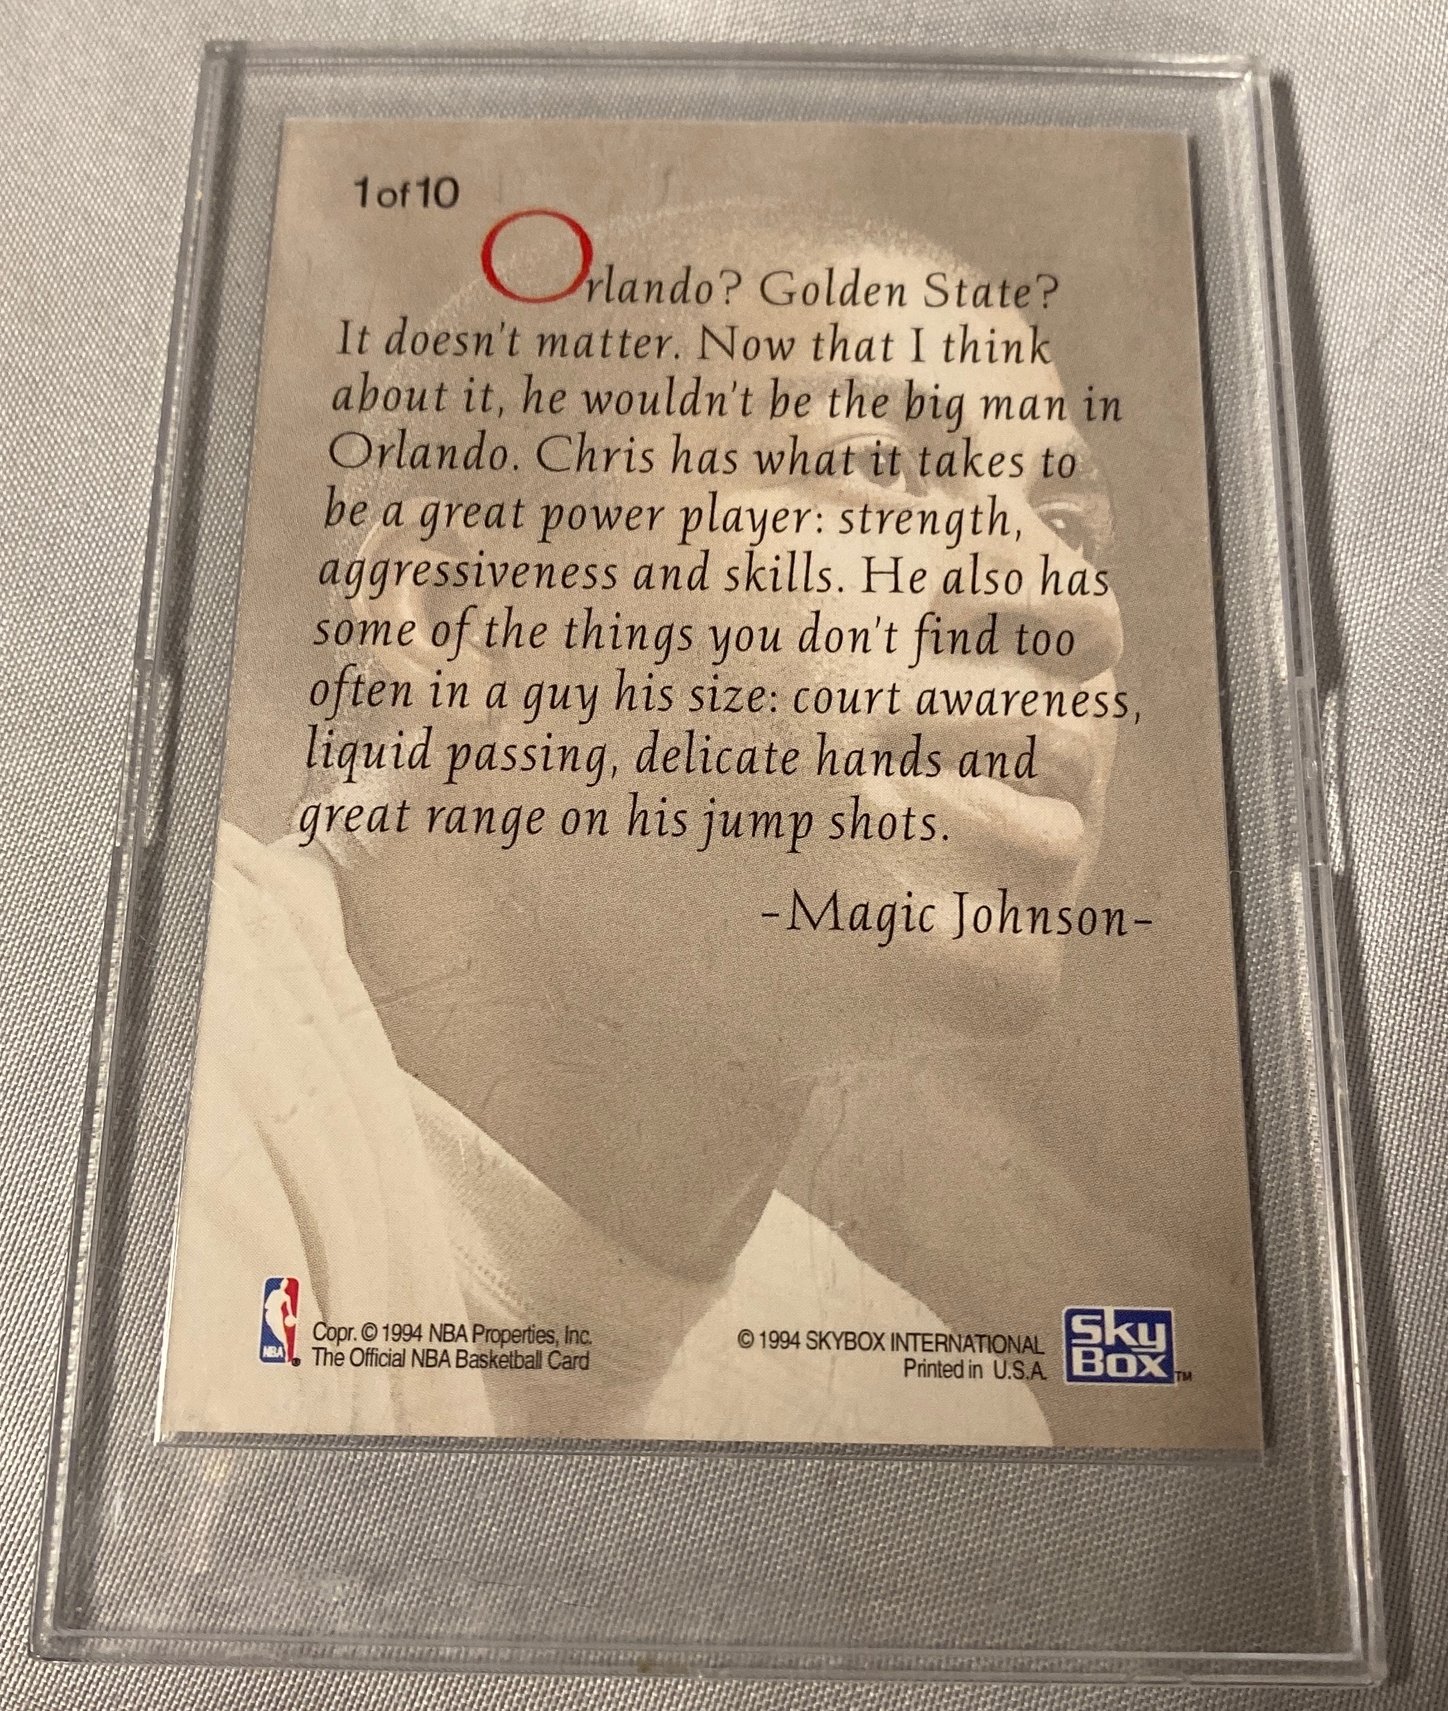 1 of 10
Orlando? Golden State?
It doesn't matter. Now that I think
about it, he wouldn't be the big man in
Orlando. Chris has what it takes to
be a great power player: strength,
aggressiveness and skills. He also has
some of the things you don't find too
often in a guy his size: court awareness,
liquid passing, delicate hands and
great range on his jump shots.
-Magic Johnson-
NBA ®
Copr. © 1994 NBA Properties, Inc.
The Official NBA Basketball Card
© 1994 SKYBOX INTERNATIONAL
Printed in U.S.A.
Sky
Box TM